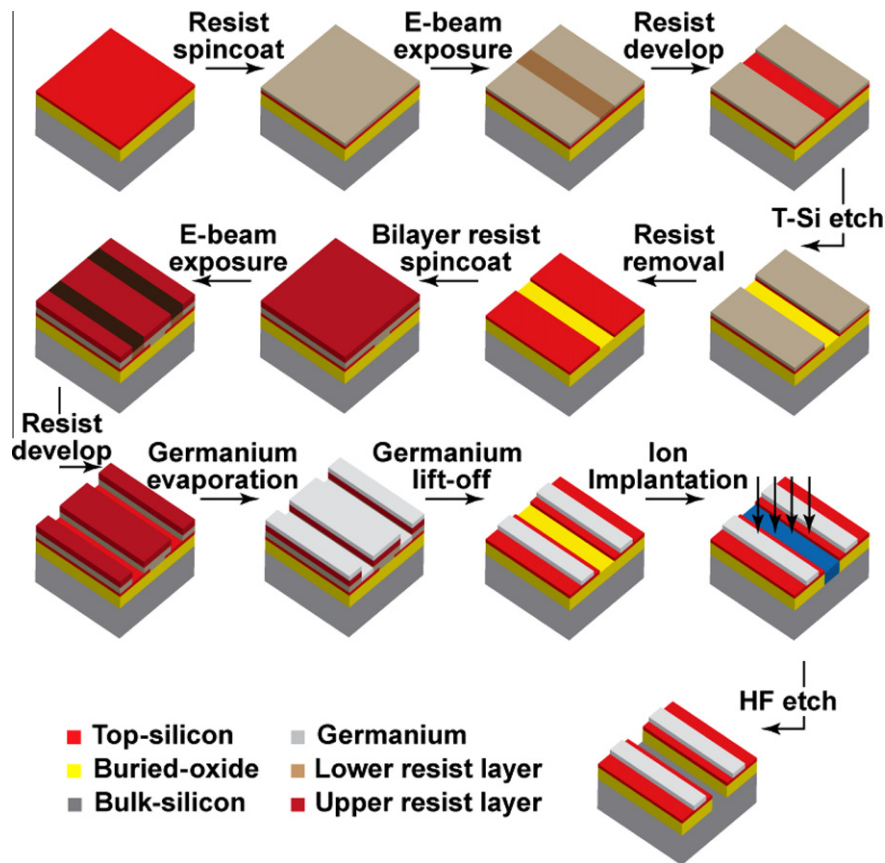 Resist
spincoat
E-beam
exposure
Resist
develop
T-Si etch
Resist
removal
Bilayer resist
spincoat
E-beam
exposure
Resist
develop
Germanium
evaporation
Germanium
lift-off
Ion
Implantation
HF etch
Top-silicon
Germanium
Buried-oxide
Lower resist layer
Bulk-silicon
Upper resist layer